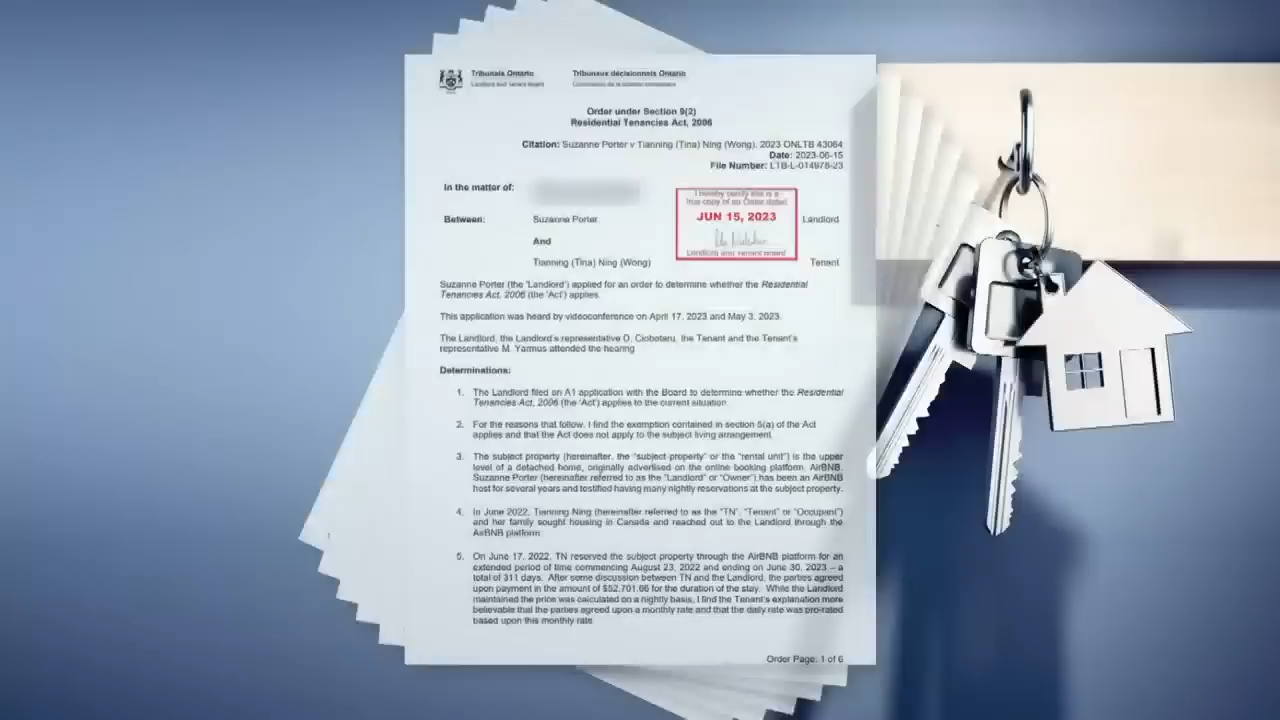 Tribunals Ontario
Tribunaux décisionnels Ontario
Landlord and Tenant Board
Commission de la location immobilière
Order under Section 9(2)
Residential Tenancies Act, 2006
Citation: Suzanne Porter v Tianning (Tina) Ning (Wong), 2023 ONLTB 43064
Date: 2023-06-15
File Number: LTB-L-014978-23
In the matter of:
I hereby certify this is a
true copy of an Order dated
JUN 15, 2023
Landlord and Tenant Board
Between:
Suzanne Porter
Landlord
And
Tianning (Tina) Ning (Wong)
Tenant
Suzanne Porter (the 'Landlord') applied for an order to determine whether the Residential
Tenancies Act, 2006 (the 'Act') applies.
This application was heard by videoconference on April 17, 2023 and May 3, 2023.
The Landlord, the Landlord's representative O. Ciobotaru, the Tenant and the Tenant's
representative M. Yarmus attended the hearing.
Determinations:
1. The Landlord filed an A1 application with the Board to determine whether the Residential
Tenancies Act, 2006 (the 'Act') applies to the current situation.
2. For the reasons that follow, I find the exemption contained in section 5(a) of the Act
applies and that the Act does not apply to the subject living arrangement.
3. The subject property (hereinafter, the "subject property" or the "rental unit") is the upper
level of a detached home, originally advertised on the online booking platform, AirBNB.
Suzanne Porter (hereinafter referred to as the "Landlord" or "Owner") has been an AirBNB
host for several years and testified having many nightly reservations at the subject property.
4. In June 2022, Tianning Ning (hereinafter referred to as the "TN", "Tenant" or "Occupant")
and her family sought housing in Canada and reached out to the Landlord through the
AirBNB platform.
5. On June 17, 2022, TN reserved the subject property through the AirBNB platform for an
extended period of time commencing August 23, 2022 and ending on June 30, 2023 – a
total of 311 days. After some discussion between TN and the Landlord, the parties agreed
upon payment in the amount of $52,701.66 for the duration of the stay. While the Landlord
maintained the price was calculated on a nightly basis, I find the Tenant's explanation more
believable that the parties agreed upon a monthly rate and that the daily rate was pro-rated
based upon this monthly rate.
Order Page: 1 of 6